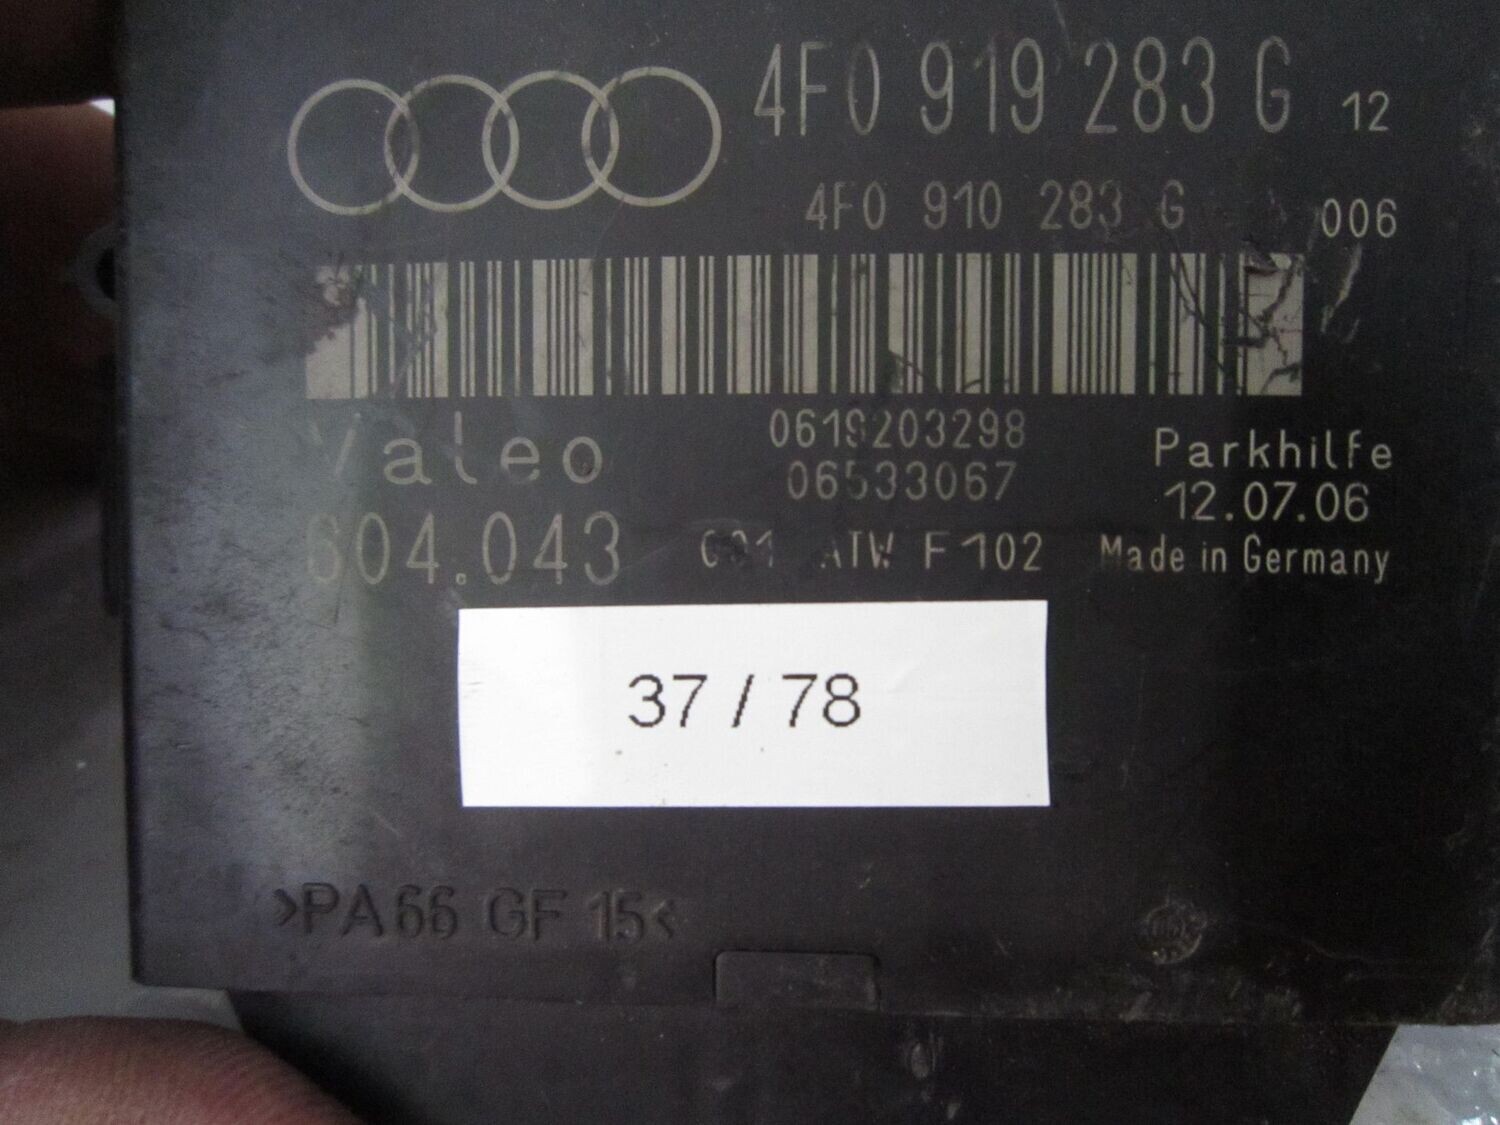 4F0 919 283 G 12
4F0 910 283 G 006
Valeo
0619203298
06533067
Parkhilfe
12.07.06
604.043 001 ATW F102 Made in Germany
37 / 78
>PA66 GF 15<